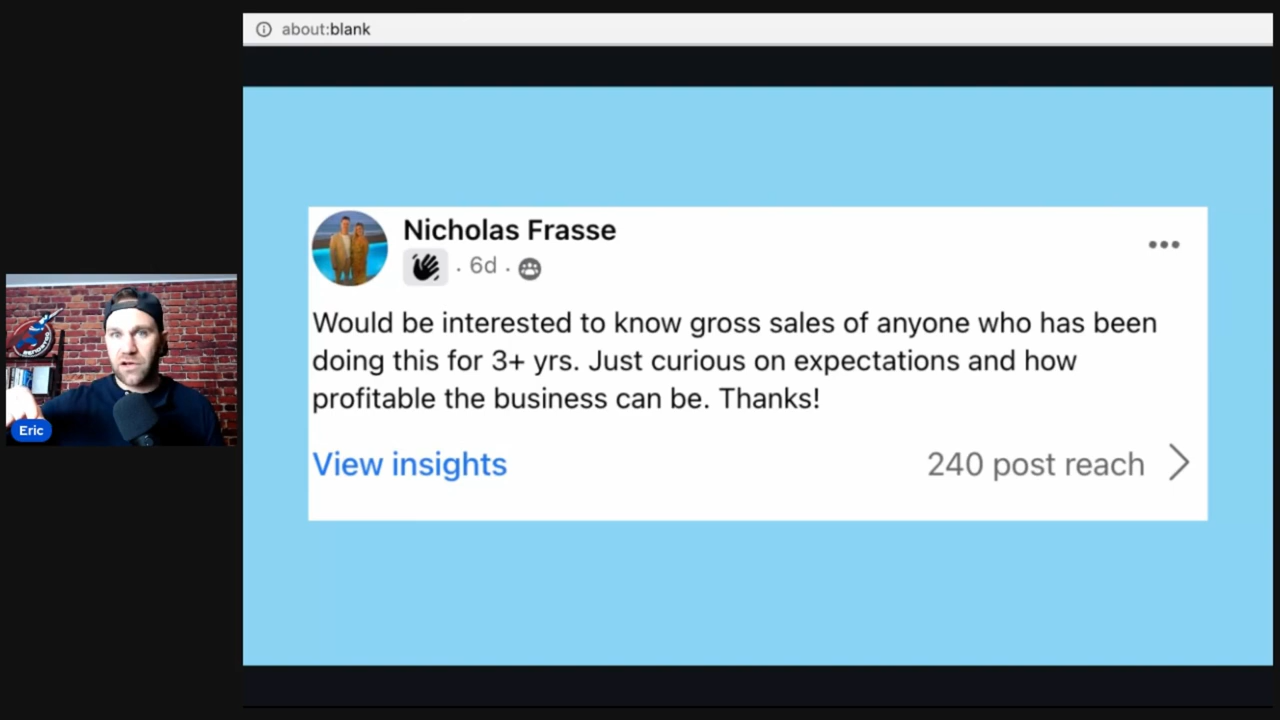 about:blank
Nicholas Frasse
· 6d ·
Would be interested to know gross sales of anyone who has been
doing this for 3+ yrs. Just curious on expectations and how
profitable the business can be. Thanks!
View insights
240 post reach
Eric